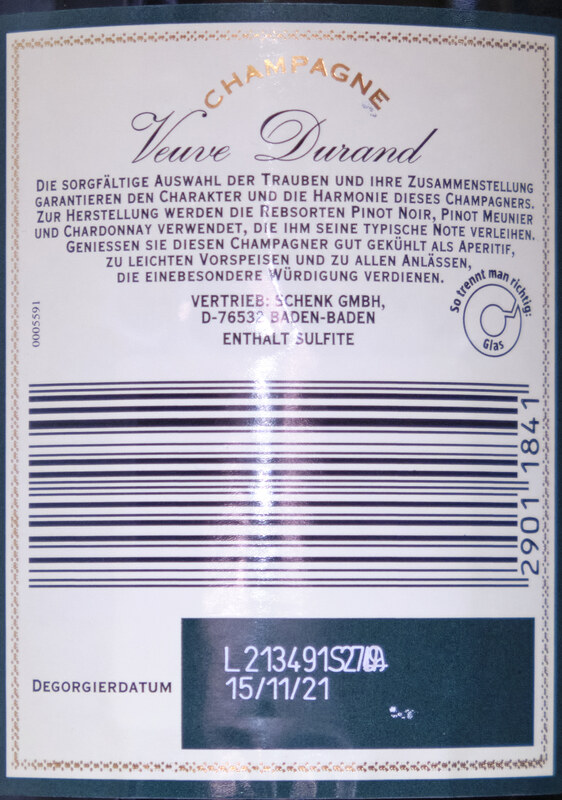 CHAMPAGNE
Veuve Durand
DIE SORGFÄLTIGE AUSWAHL DER TRAUBEN UND IHRE ZUSAMMENSTELLUNG
GARANTIEREN DEN CHARAKTER UND DIE HARMONIE DIESES CHAMPAGNERS.
ZUR HERSTELLUNG WERDEN DIE REBSORTEN PINOT NOIR, PINOT MEUNIER
UND CHARDONNAY VERWENDET, DIE IHM SEINE TYPISCHE NOTE VERLEIHEN.
GENIESSEN SIE DIESEN CHAMPAGNER GUT GEKÜHLT ALS APERITIF,
ZU LEICHTEN VORSPEISEN UND ZU ALLEN ANLÄSSEN,
DIE EINEBESONDERE WÜRDIGUNG VERDIENEN.
VERTRIEB: SCHENK GMBH,
D-76532 BADEN-BADEN
ENTHÄLT SULFITE
So trennt man richtig:
Glas
0005591
2901 1841
DEGORGIERDATUM
15/11/21